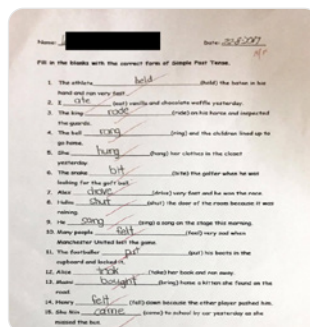 Name:
Date: 22-8-2017
Fill in the blanks with the correct form of Simple Past Tense.
1. The athlete held (hold) the baton in his
hand and ran very fast.
2. I ate (eat) vanilla and chocolate waffle yesterday.
3. The king rode (ride) on his horse and inspected
the guards.
4. The bell rang (ring) and the children lined up to
go home.
5. She hung (hang) her clothes in the closet
yesterday.
6. The snake bit (bite) the golfer when he was
looking for the golf ball.
7. Alex drove (drive) very fast and he won the race.
8. shut (shut) the door of the room because it was
raining.
9. He sang (sing) a song on the stage this morning.
10. Many people felt (feel) very sad when
Manchester United lost the game.
11. The footballer put (put) his boots in the
cupboard and locked it.
12. Alice took (take) her book and ran away.
13. bought (bring) home a kitten she found on the
road.
14. Henry fell (fall) down because the other player pushed him.
15. She Nin came (come) to school by car yesterday as she
missed the bus.